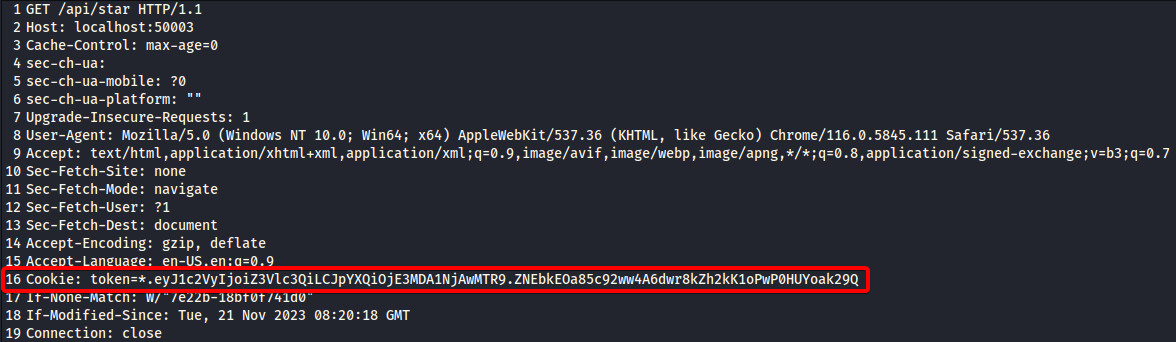 1 GET /api/star HTTP/1.1
2 Host: localhost:50003
3 Cache-Control: max-age=0
4 sec-ch-ua:
5 sec-ch-ua-mobile: ?0
6 sec-ch-ua-platform: ""
7 Upgrade-Insecure-Requests: 1
8 User-Agent: Mozilla/5.0 (Windows NT 10.0; Win64; x64) AppleWebKit/537.36 (KHTML, like Gecko) Chrome/116.0.5845.111 Safari/537.36
9 Accept: text/html,application/xhtml+xml,application/xml;q=0.9,image/avif,image/webp,image/apng,*/*;q=0.8,application/signed-exchange;v=b3;q=0.7
10 Sec-Fetch-Site: none
11 Sec-Fetch-Mode: navigate
12 Sec-Fetch-User: ?1
13 Sec-Fetch-Dest: document
14 Accept-Encoding: gzip, deflate
15 Accept-Language: en-US,en;q=0.9
16 Cookie: token=*.eyJ1c2VyIjoiZ3Vlc3QiLCJpYXQiOjE3MDA1NjAwMTR9.ZNEbkEOa85c92ww4A6dwr8kZh2kK1oPwP0HUYoak29Q
17 If-None-Match: W/"7e22b-18bf0f741d0"
18 If-Modified-Since: Tue, 21 Nov 2023 08:20:18 GMT
19 Connection: close